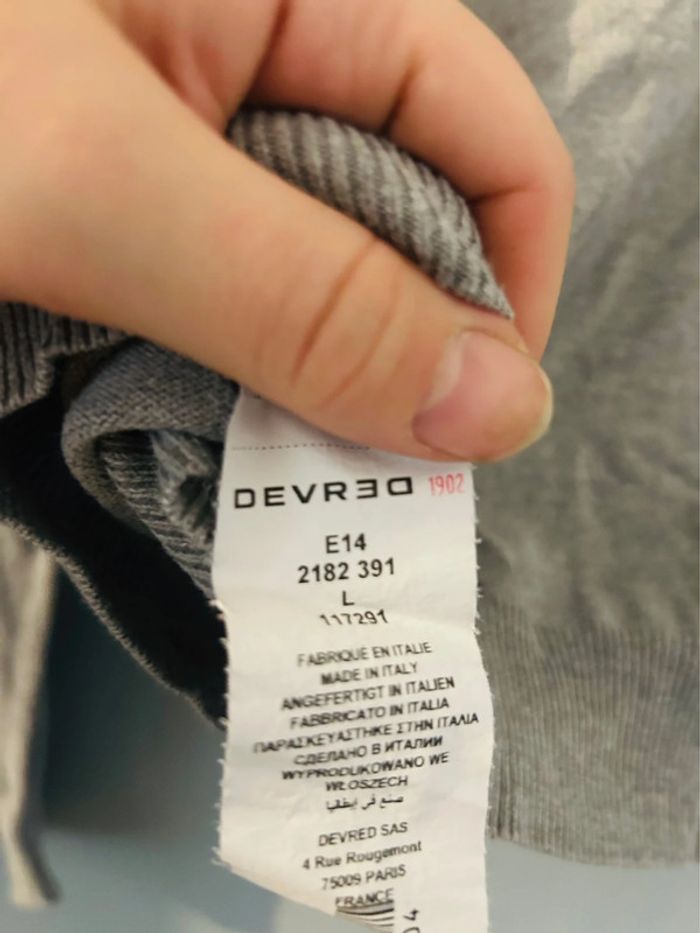 DEVRED 1902
E14
2182 391
L
117291
FABRIQUE EN ITALIE
MADE IN ITALY
ANGEFERTIGT IN ITALIEN
FABBRICATO IN ITALIA
ΠΑΡΑΣΚΕΥΑΣΤΗΚΕ ΣΤΗΝ ΙΤΑΛΙΑ
СДЕЛАНО В ИТАЛИИ
WYPRODUKOWANO WE
WŁOSZECH
صنع في إيطاليا
DEVRED SAS
4 Rue Rougemont
75009 PARIS
FRANCE
04